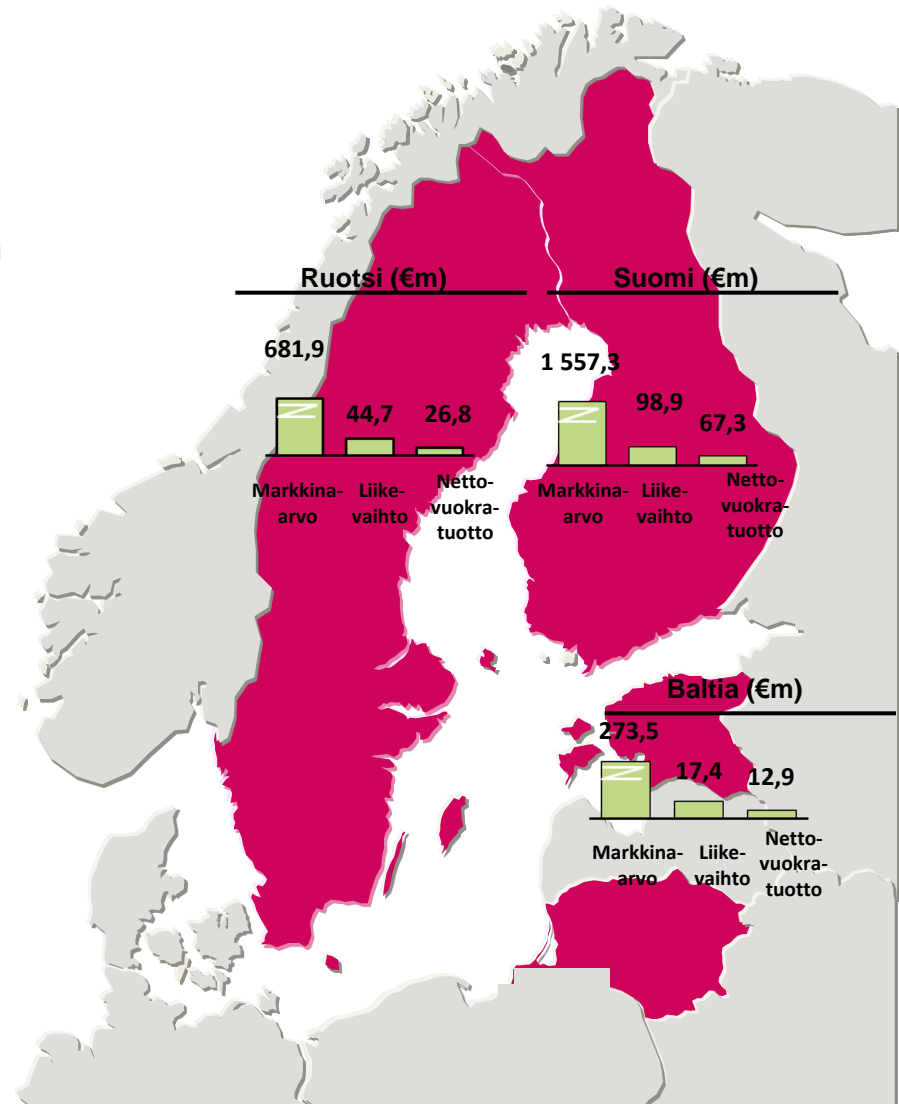 Ruotsi (€m)
681,9
44,7
26,8
Markkina-
arvo
Liike-
vaihto
Netto-
vuokra-
tuotto
Suomi (€m)
1 557,3
98,9
67,3
Markkina-
arvo
Liike-
vaihto
Netto-
vuokra-
tuotto
Baltia (€m)
273,5
17,4
12,9
Markkina-
arvo
Liike-
vaihto
Netto-
vuokra-
tuotto